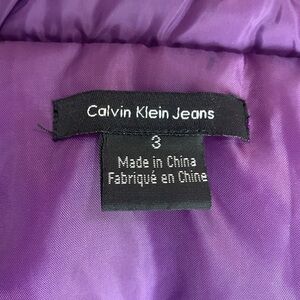 Calvin Klein Jeans
3
Made in China
Fabriqué en Chine